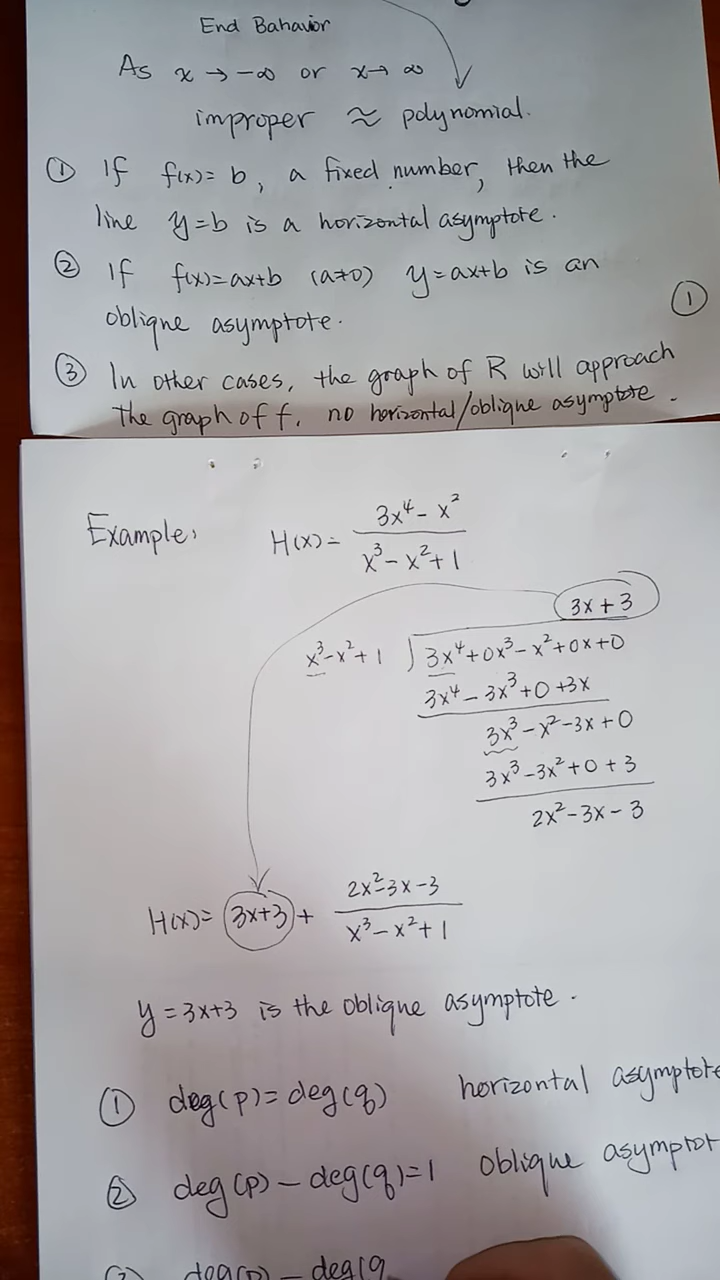 End Bahavior
As x → -∞ or x → ∞
improper ≈ polynomial.
① If f(x) = b, a fixed number, then the
line y=b is a horizontal asymptote.
② If f(x)=ax+b (a≠0) y=ax+b is an
oblique asymptote.
①
③ In other cases, the graph of R will approach
the graph of f, no horizontal/oblique asymptote.
Example: H(x) = (3x⁴ - x²)/(x³ - x² + 1)
3x + 3
x³-x²+1 ) 3x⁴+0x³-x²+0x+0
3x⁴-3x³+0+3x
3x³-x²-3x+0
3x³-3x²+0+3
2x²-3x-3
H(x)= 3x+3 + (2x²-3x-3)/(x³-x²+1)
y=3x+3 is the oblique asymptote.
① deg(p)=deg(q) horizontal asymptote
② deg(p)-deg(q)=1 oblique asymptot
deg(p) - deg(q